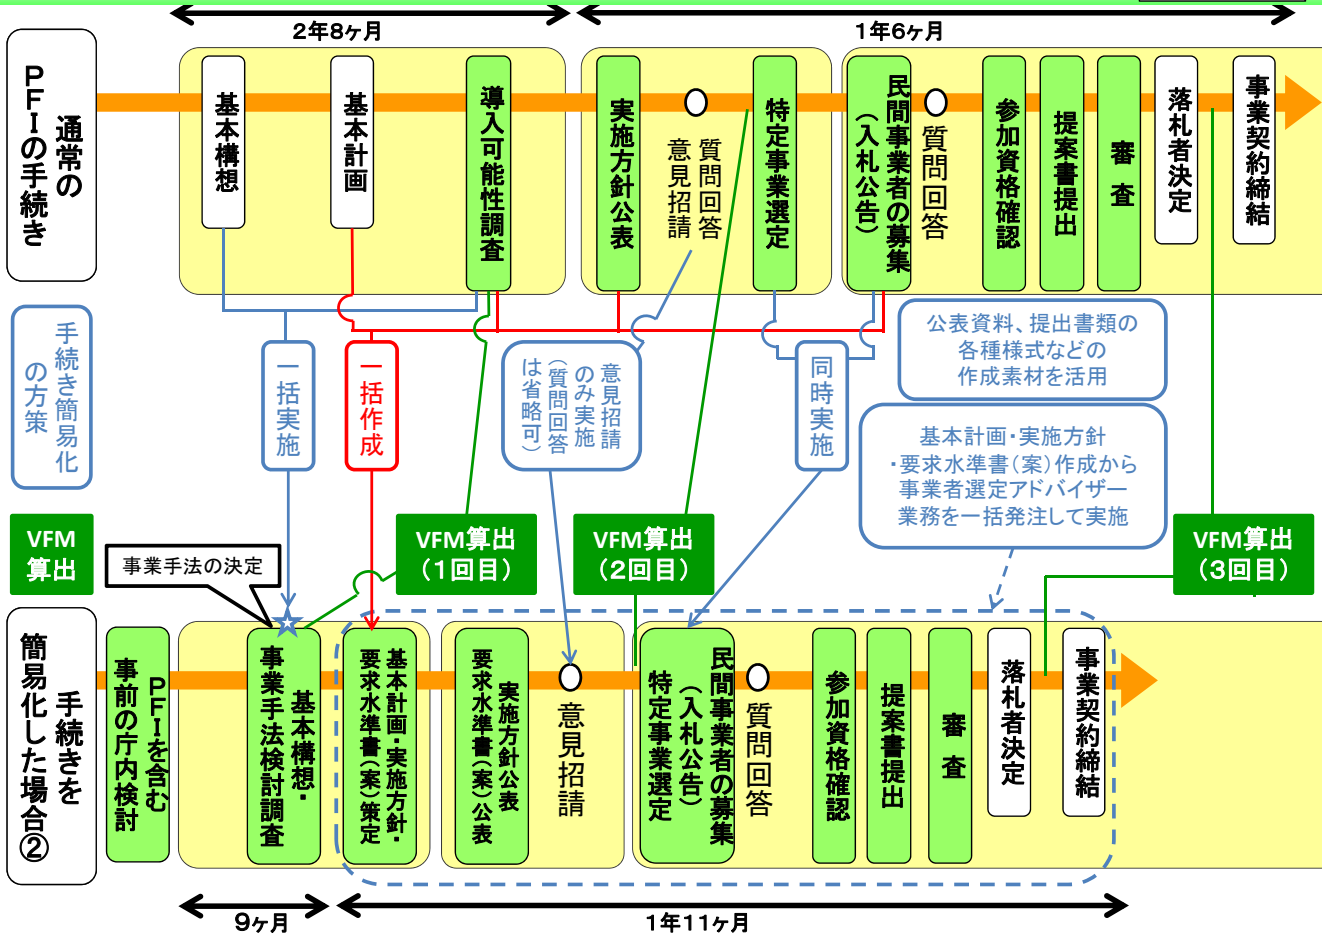 2年8ヶ月
1年6ヶ月
通常の
PFIの手続き
基本構想
基本計画
導入可能性調査
実施方針公表
質問回答
意見招請
特定事業選定
民間事業者の募集
（入札公告）
質問回答
参加資格確認
提案書提出
審査
落札者決定
事業契約締結
手続き簡易化
の方策
一括実施
一括作成
意見招請
のみ実施
（質問回答
は省略可）
同時実施
公表資料、提出書類の
各種様式などの
作成素材を活用
基本計画・実施方針
・要求水準書（案）作成から
事業者選定アドバイザー
業務を一括発注して実施
VFM
算出
事業手法の決定
VFM算出
（1回目）
VFM算出
（2回目）
VFM算出
（3回目）
手続きを
簡易化した場合②
PFIを含む
事前の庁内検討
基本構想・
事業手法検討調査
基本計画・実施方針・
要求水準書（案）策定
実施方針公表
要求水準書（案）公表
意見招請
民間事業者の募集
（入札公告）
特定事業選定
質問回答
参加資格確認
提案書提出
審査
落札者決定
事業契約締結
9ヶ月
1年11ヶ月